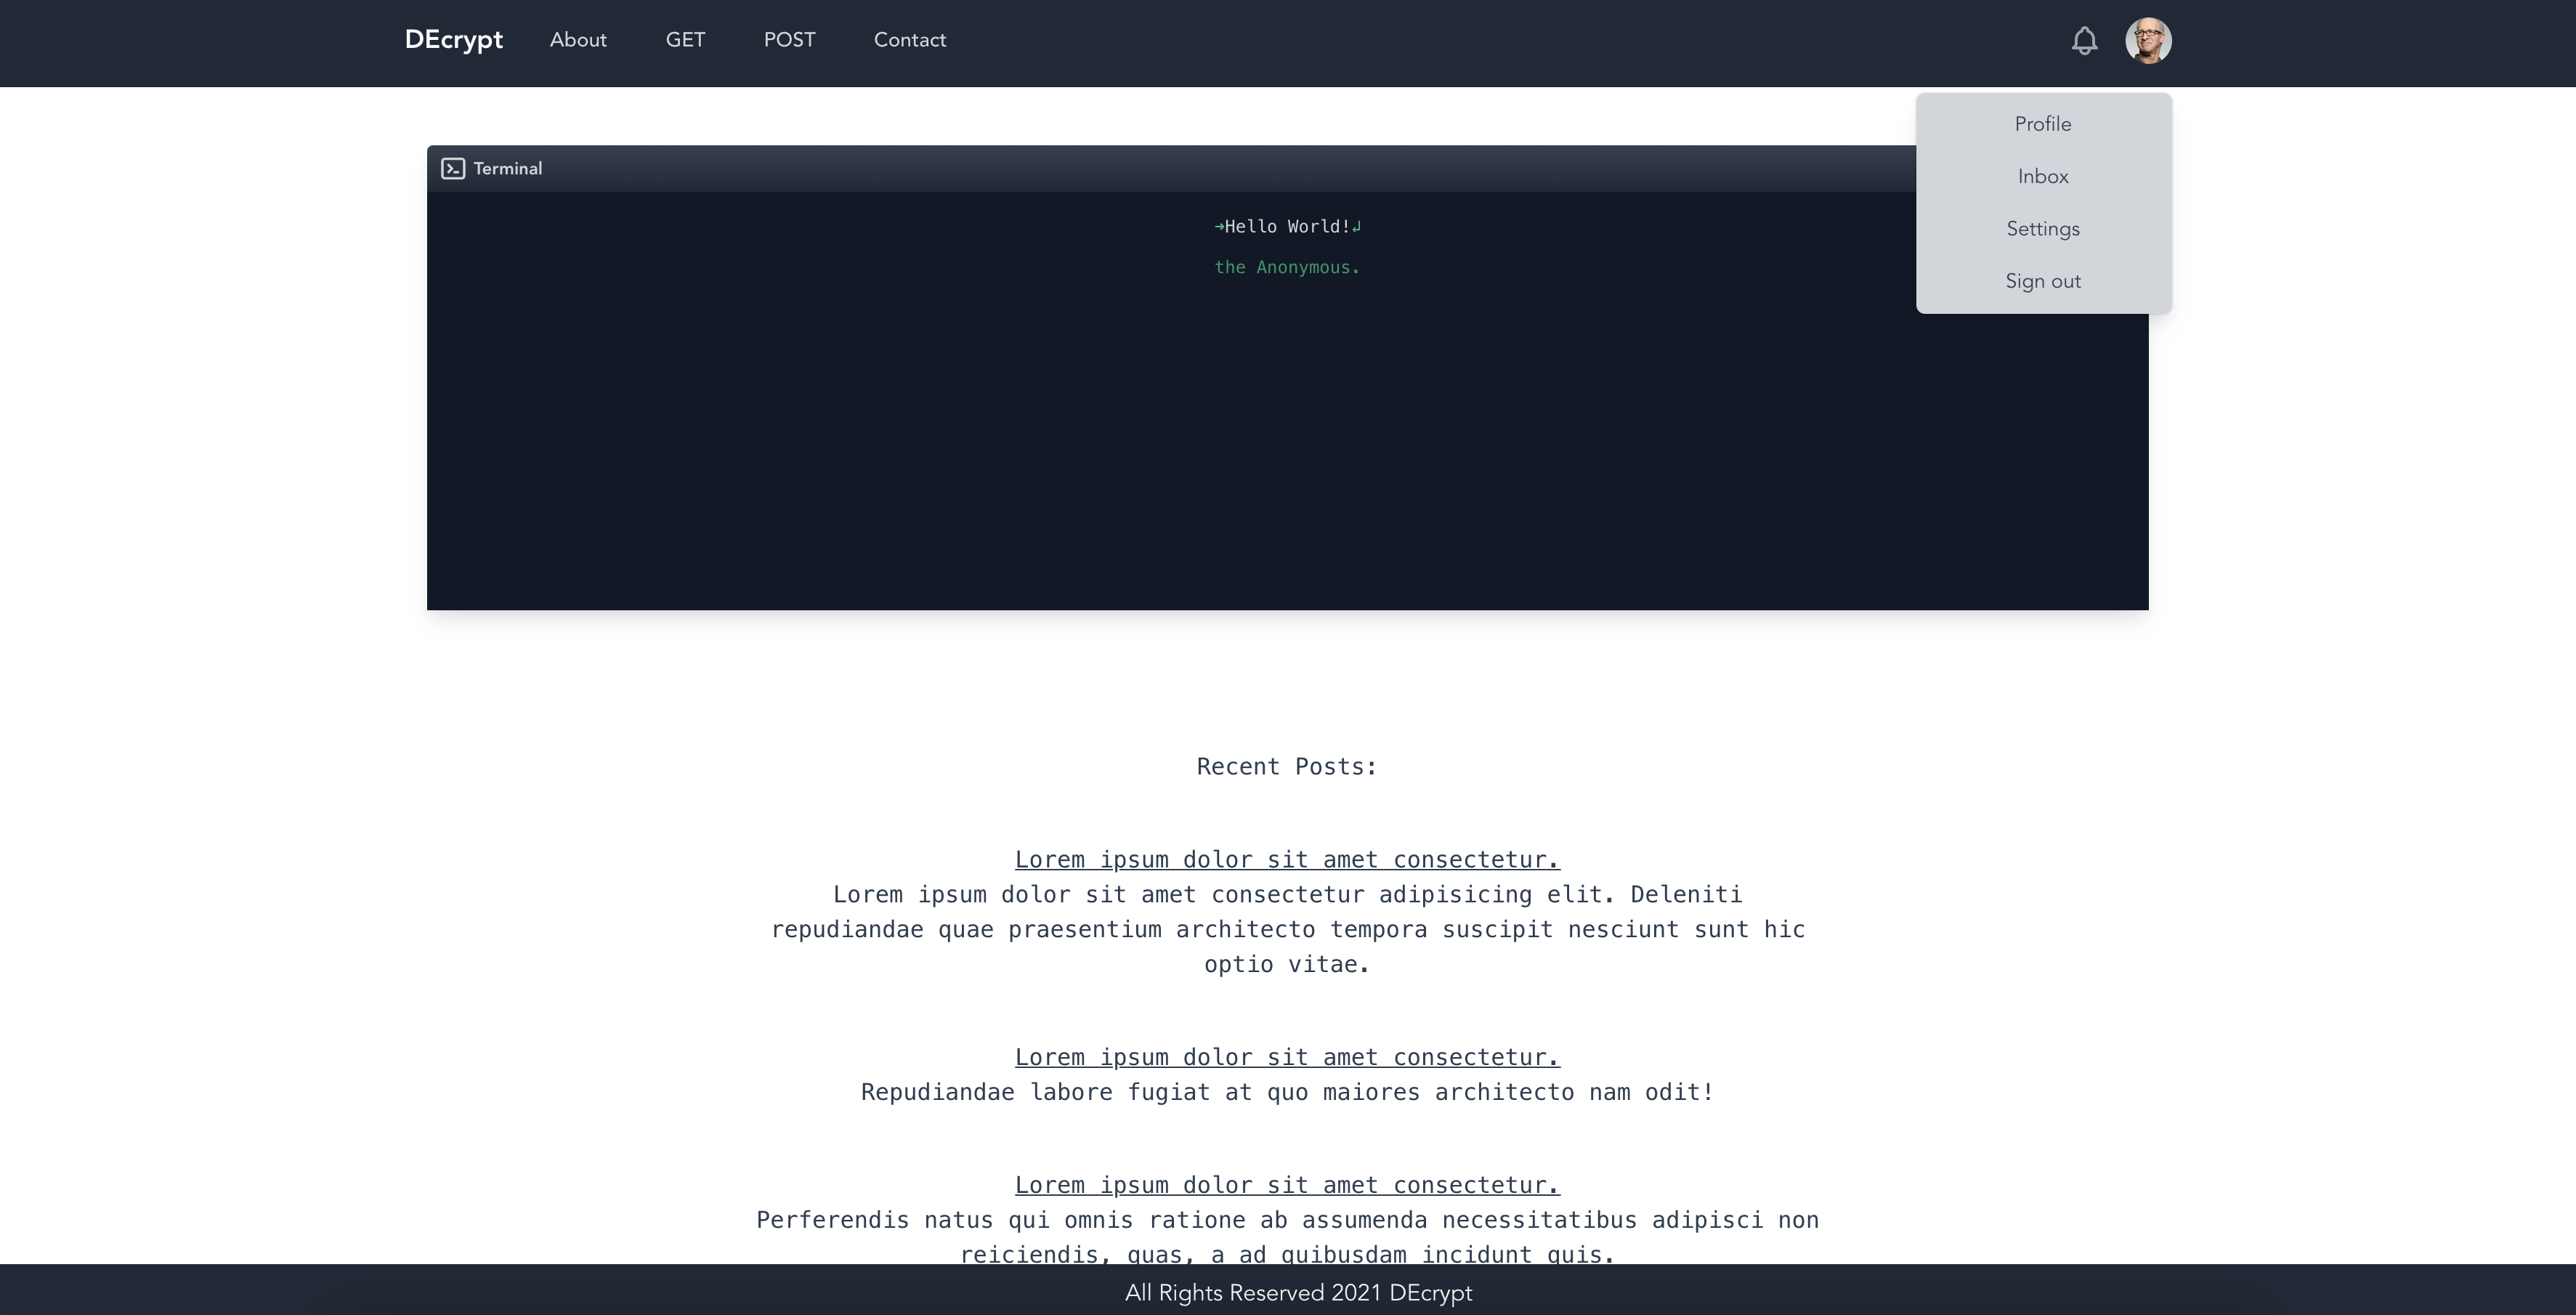 DEcrypt About GET POST Contact
Profile
Inbox
Settings
Sign out
Terminal
→Hello World!↲
the Anonymous.
Recent Posts:
Lorem ipsum dolor sit amet consectetur.
Lorem ipsum dolor sit amet consectetur adipisicing elit. Deleniti
repudiandae quae praesentium architecto tempora suscipit nesciunt sunt hic
optio vitae.
Lorem ipsum dolor sit amet consectetur.
Repudiandae labore fugiat at quo maiores architecto nam odit!
Lorem ipsum dolor sit amet consectetur.
Perferendis natus qui omnis ratione ab assumenda necessitatibus adipisci non
reiciendis, quas, a ad quibusdam incidunt quis.
All Rights Reserved 2021 DEcrypt